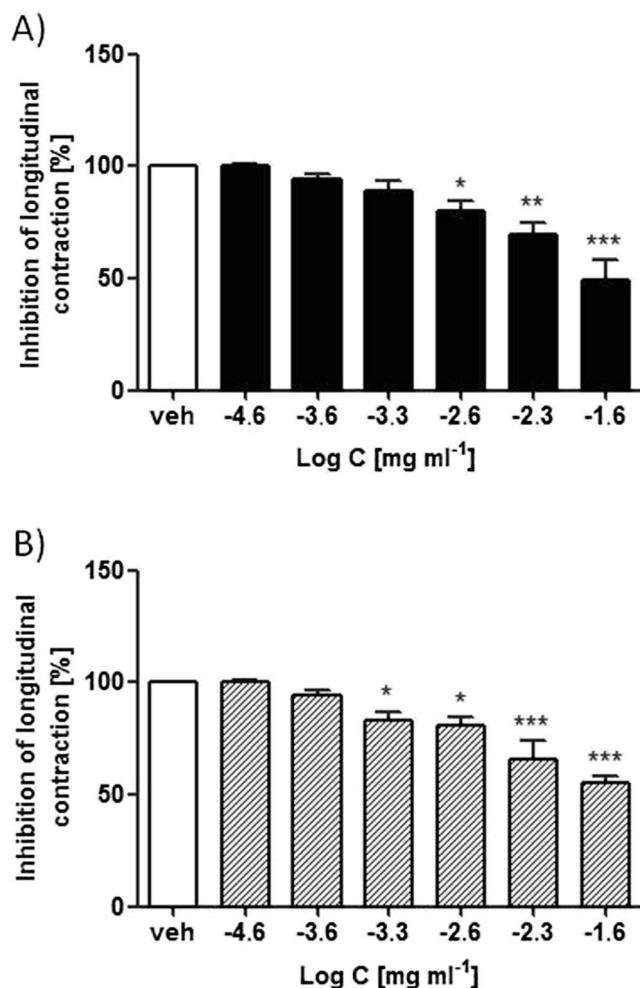 A)
Inhibition of longitudinal
contraction [%]
150
100
50
0
*
**
***
veh
-4.6
-3.6
-3.3
-2.6
-2.3
-1.6
Log C [mg ml⁻¹]
B)
Inhibition of longitudinal
contraction [%]
150
100
50
0
*
*
***
***
veh
-4.6
-3.6
-3.3
-2.6
-2.3
-1.6
Log C [mg ml⁻¹]